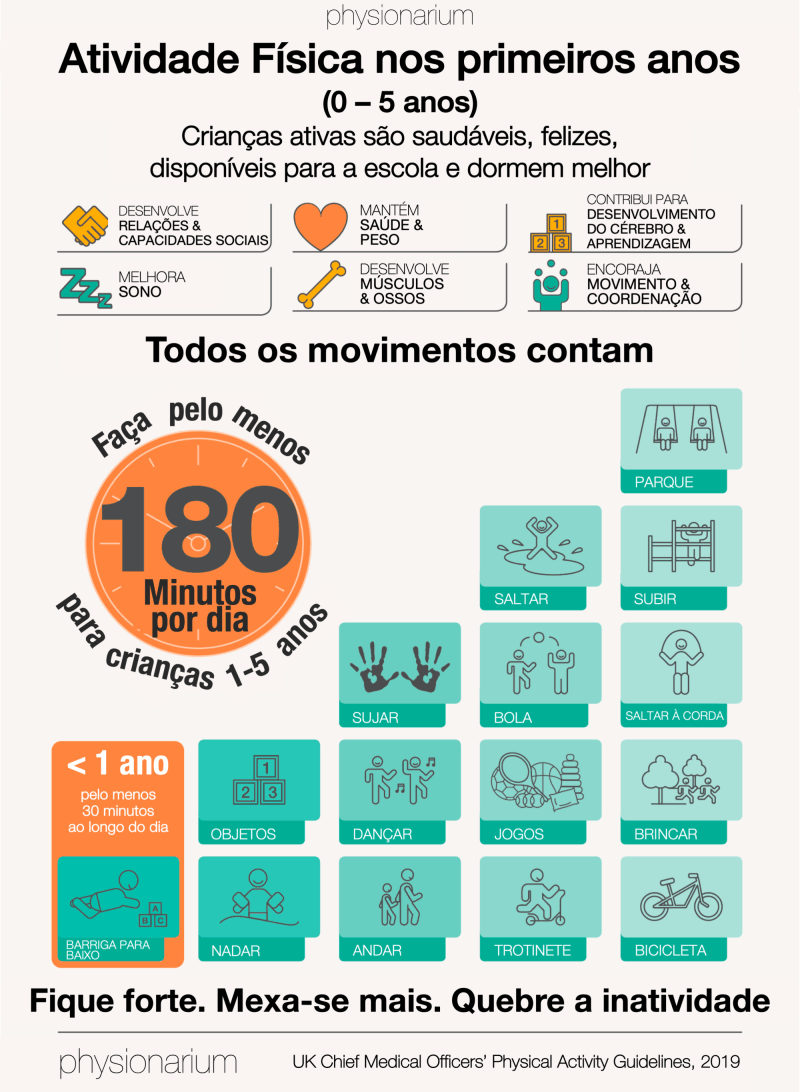 physionarium
Atividade Física nos primeiros anos
(0 – 5 anos)
Crianças ativas são saudáveis, felizes,
disponíveis para a escola e dormem melhor
DESENVOLVE
RELAÇÕES &
CAPACIDADES SOCIAIS
MANTÉM
SAÚDE &
PESO
CONTRIBUI PARA
DESENVOLVIMENTO
DO CÉREBRO &
APRENDIZAGEM
1
2 3
MELHORA
SONO
ZZZz
DESENVOLVE
MÚSCULOS
& OSSOS
ENCORAJA
MOVIMENTO &
COORDENAÇÃO
Todos os movimentos contam
Faça pelo menos
180
Minutos
por dia
para crianças 1-5 anos
PARQUE
SALTAR
SUBIR
SUJAR
BOLA
SALTAR À CORDA
< 1 ano
pelo menos
30 minutos
ao longo do dia
1
2 3
OBJETOS
DANÇAR
JOGOS
BRINCAR
A
B C
BARRIGA PARA
BAIXO
NADAR
ANDAR
TROTINETE
BICICLETA
Fique forte. Mexa-se mais. Quebre a inatividade
physionarium
UK Chief Medical Officers’ Physical Activity Guidelines, 2019